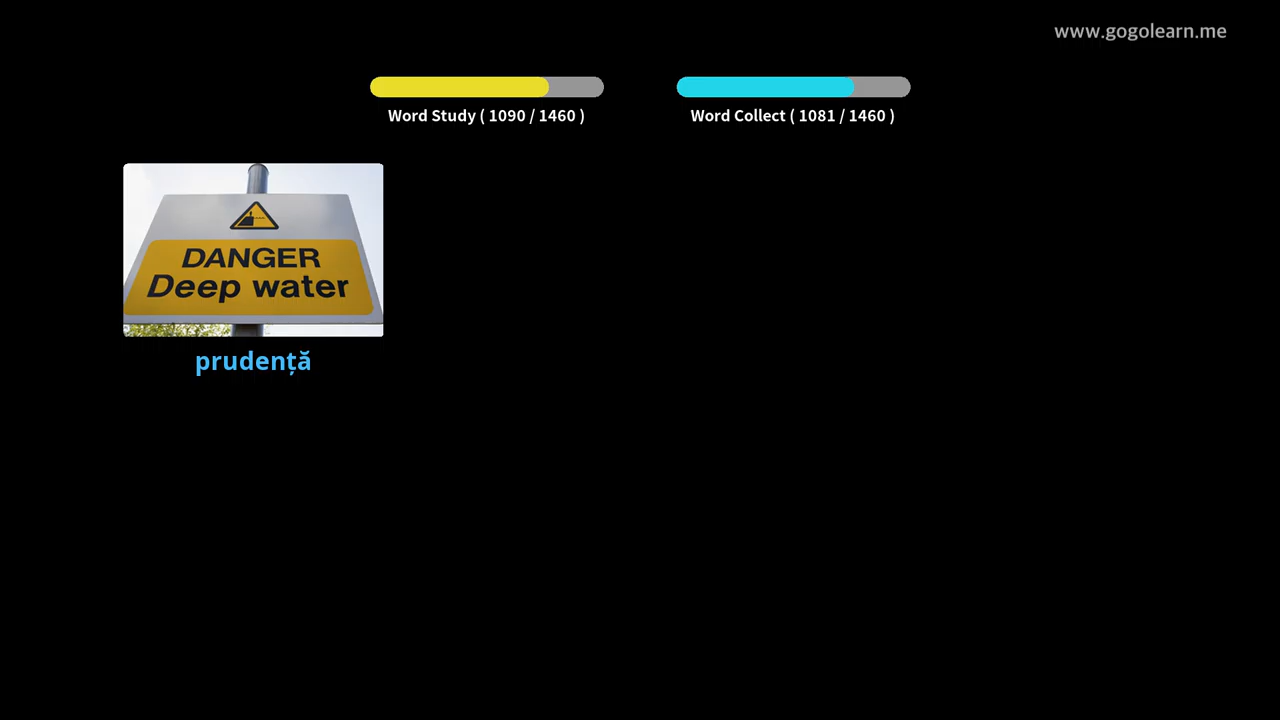 www.gogolearn.me
Word Study ( 1090 / 1460 )
Word Collect ( 1081 / 1460 )
DANGER
Deep water
prudență